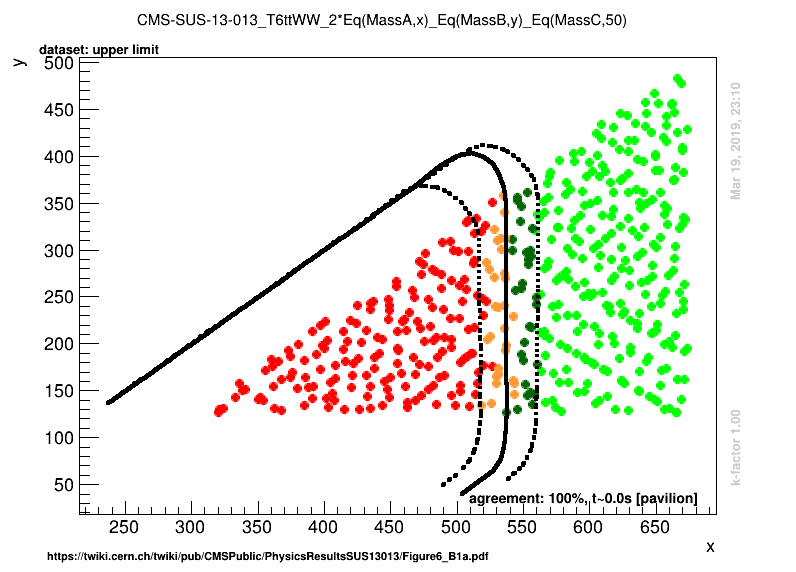 CMS-SUS-13-013_T6ttWW_2*Eq(MassA,x)_Eq(MassB,y)_Eq(MassC,50)
dataset: upper limit
y
500
450
400
350
300
250
200
150
100
50
250
300
350
400
450
500
550
600
650
x
agreement: 100%, t~0.0s [pavilion]
https://twiki.cern.ch/twiki/pub/CMSPublic/PhysicsResultsSUS13013/Figure6_B1a.pdf
Mar 19, 2019, 23:10
k-factor 1.00